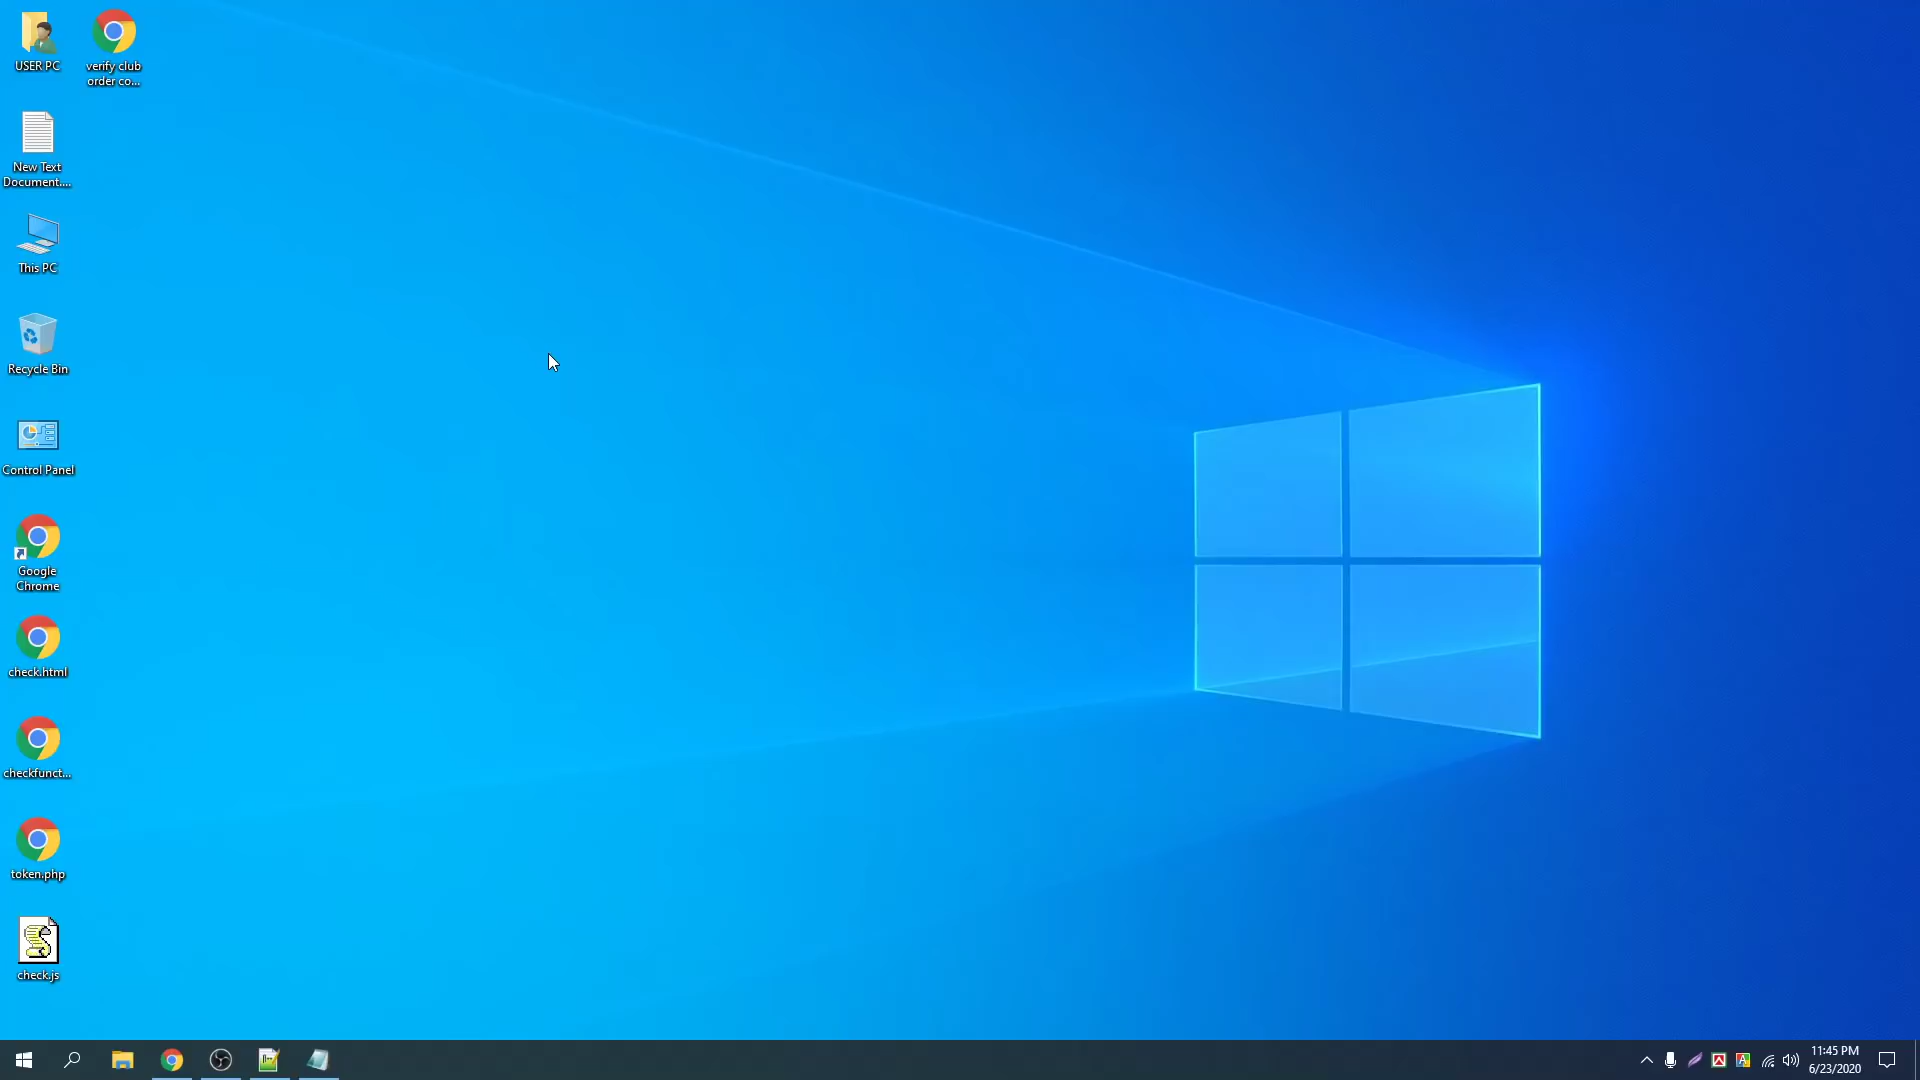 USER PC
verify club
order co...
New Text
Document....
This PC
Recycle Bin
Control Panel
Google
Chrome
check.html
checkfunct...
token.php
check.js
11:45 PM
6/23/2020